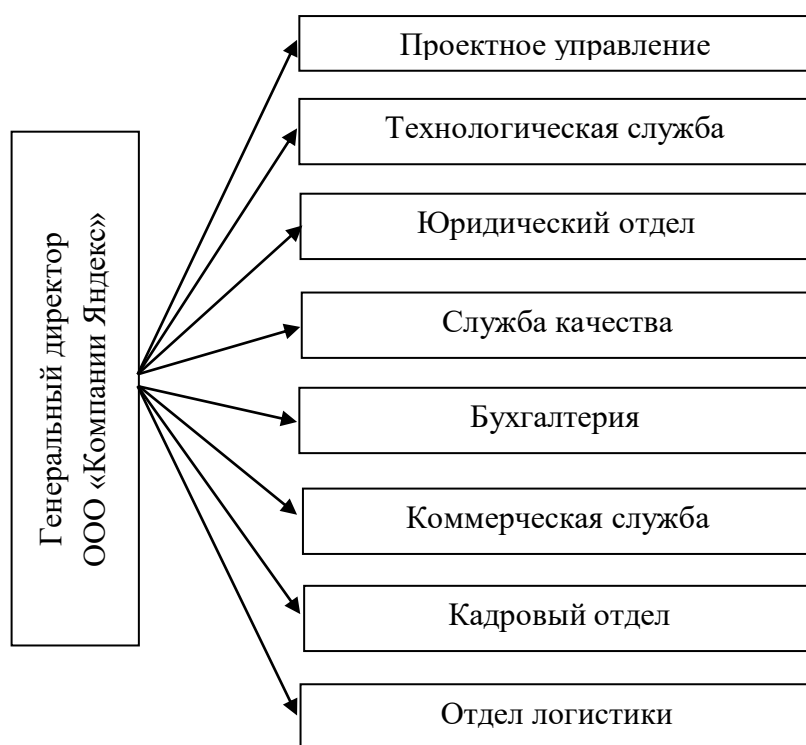 Генеральный директор
ООО «Компании Яндекс»
Проектное управление
Технологическая служба
Юридический отдел
Служба качества
Бухгалтерия
Коммерческая служба
Кадровый отдел
Отдел логистики